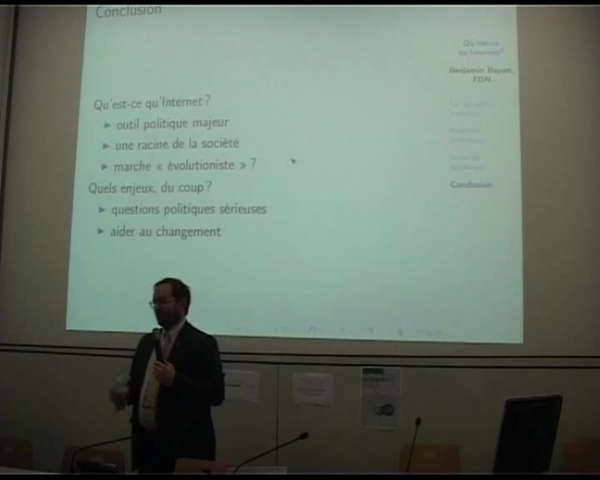 Conclusion
Qu'est-ce qu'Internet ?
outil politique majeur
une racine de la société
marche « évolutioniste » ?
Quels enjeux, du coup ?
questions politiques sérieuses
aider au changement
Qu'est-ce
qu'Internet?
Benjamin Bayart,
FDN
Conclusion